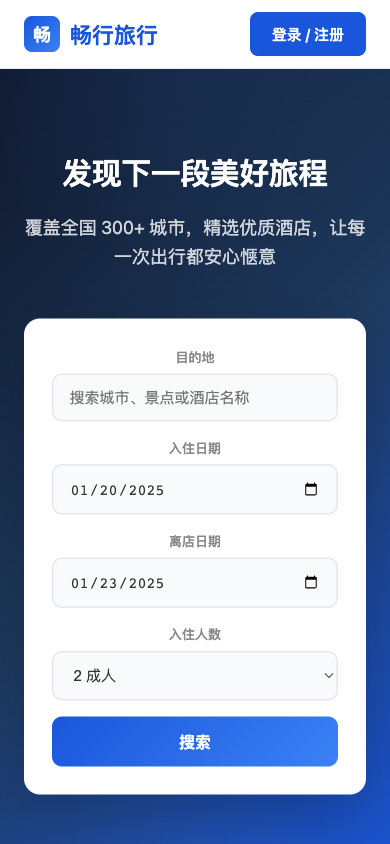 畅 畅行旅行
登录 / 注册
发现下一段美好旅程
覆盖全国 300+ 城市，精选优质酒店，让每
一次出行都安心惬意
目的地
搜索城市、景点或酒店名称
入住日期
01/20/2025
离店日期
01/23/2025
入住人数
2 成人
搜索